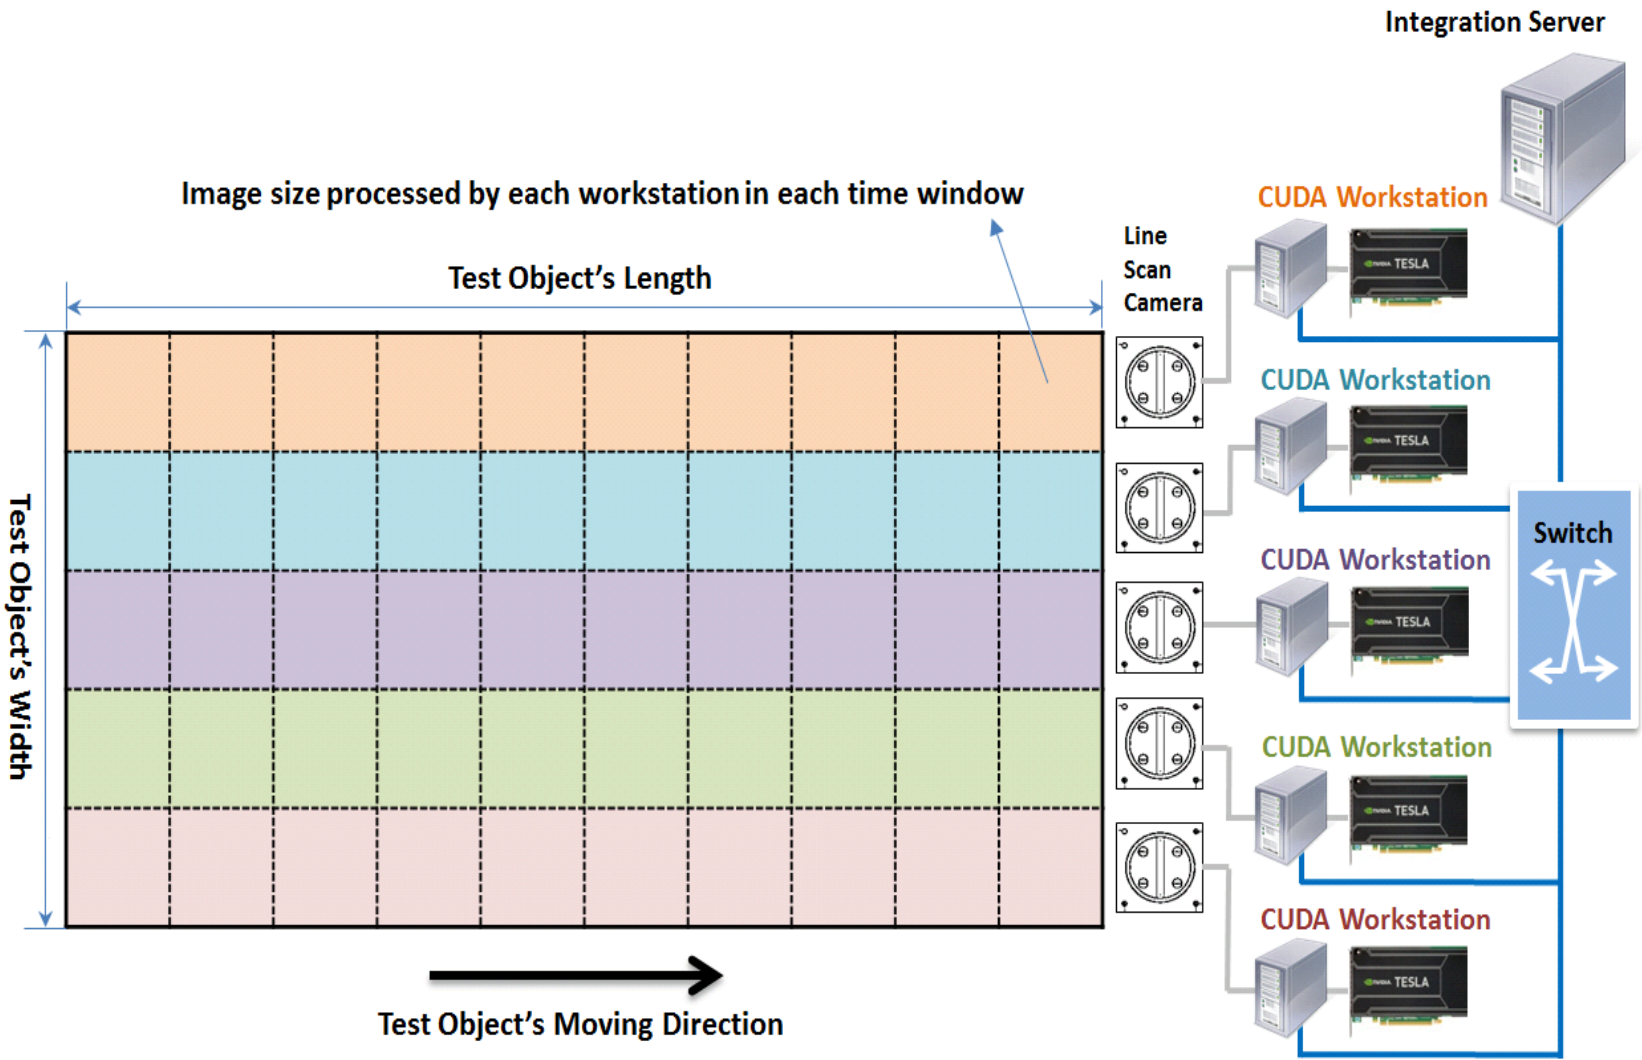 Integration Server
Image size processed by each workstation in each time window
CUDA Workstation
Line
Scan
Camera
TESLA
Test Object's Length
CUDA Workstation
TESLA
Test Object's Width
Switch
CUDA Workstation
TESLA
CUDA Workstation
TESLA
CUDA Workstation
TESLA
Test Object's Moving Direction